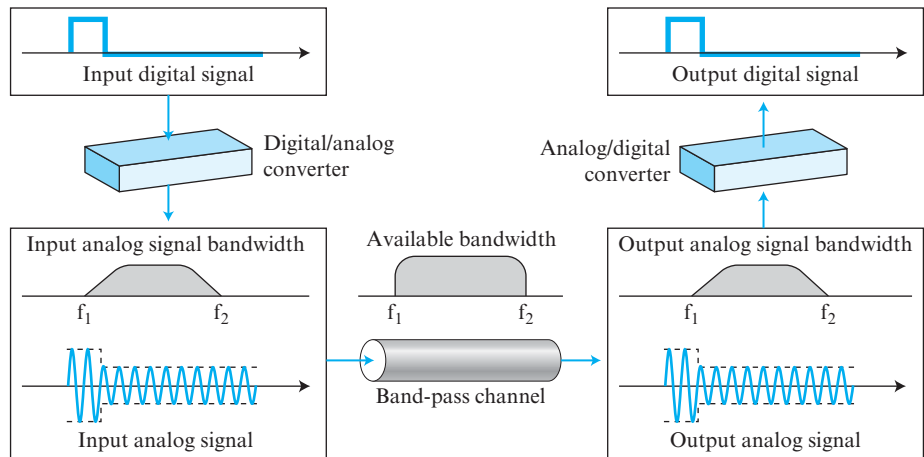 Input digital signal
Output digital signal
Digital/analog
converter
Analog/digital
converter
Input analog signal bandwidth
Available bandwidth
Output analog signal bandwidth
f1 f2
f1 f2
f1 f2
Band-pass channel
Input analog signal
Output analog signal